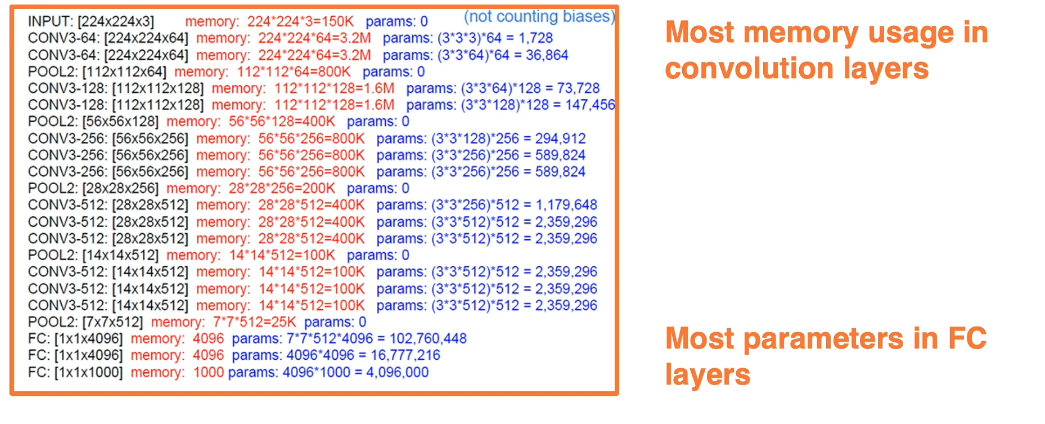 INPUT: [224x224x3] memory: 224*224*3=150K params: 0 (not counting biases)
CONV3-64: [224x224x64] memory: 224*224*64=3.2M params: (3*3*3)*64 = 1,728
CONV3-64: [224x224x64] memory: 224*224*64=3.2M params: (3*3*64)*64 = 36,864
POOL2: [112x112x64] memory: 112*112*64=800K params: 0
CONV3-128: [112x112x128] memory: 112*112*128=1.6M params: (3*3*64)*128 = 73,728
CONV3-128: [112x112x128] memory: 112*112*128=1.6M params: (3*3*128)*128 = 147,456
POOL2: [56x56x128] memory: 56*56*128=400K params: 0
CONV3-256: [56x56x256] memory: 56*56*256=800K params: (3*3*128)*256 = 294,912
CONV3-256: [56x56x256] memory: 56*56*256=800K params: (3*3*256)*256 = 589,824
CONV3-256: [56x56x256] memory: 56*56*256=800K params: (3*3*256)*256 = 589,824
POOL2: [28x28x256] memory: 28*28*256=200K params: 0
CONV3-512: [28x28x512] memory: 28*28*512=400K params: (3*3*256)*512 = 1,179,648
CONV3-512: [28x28x512] memory: 28*28*512=400K params: (3*3*512)*512 = 2,359,296
CONV3-512: [28x28x512] memory: 28*28*512=400K params: (3*3*512)*512 = 2,359,296
POOL2: [14x14x512] memory: 14*14*512=100K params: 0
CONV3-512: [14x14x512] memory: 14*14*512=100K params: (3*3*512)*512 = 2,359,296
CONV3-512: [14x14x512] memory: 14*14*512=100K params: (3*3*512)*512 = 2,359,296
CONV3-512: [14x14x512] memory: 14*14*512=100K params: (3*3*512)*512 = 2,359,296
POOL2: [7x7x512] memory: 7*7*512=25K params: 0
FC: [1x1x4096] memory: 4096 params: 7*7*512*4096 = 102,760,448
FC: [1x1x4096] memory: 4096 params: 4096*4096 = 16,777,216
FC: [1x1x1000] memory: 1000 params: 4096*1000 = 4,096,000
Most memory usage in
convolution layers
Most parameters in FC
layers